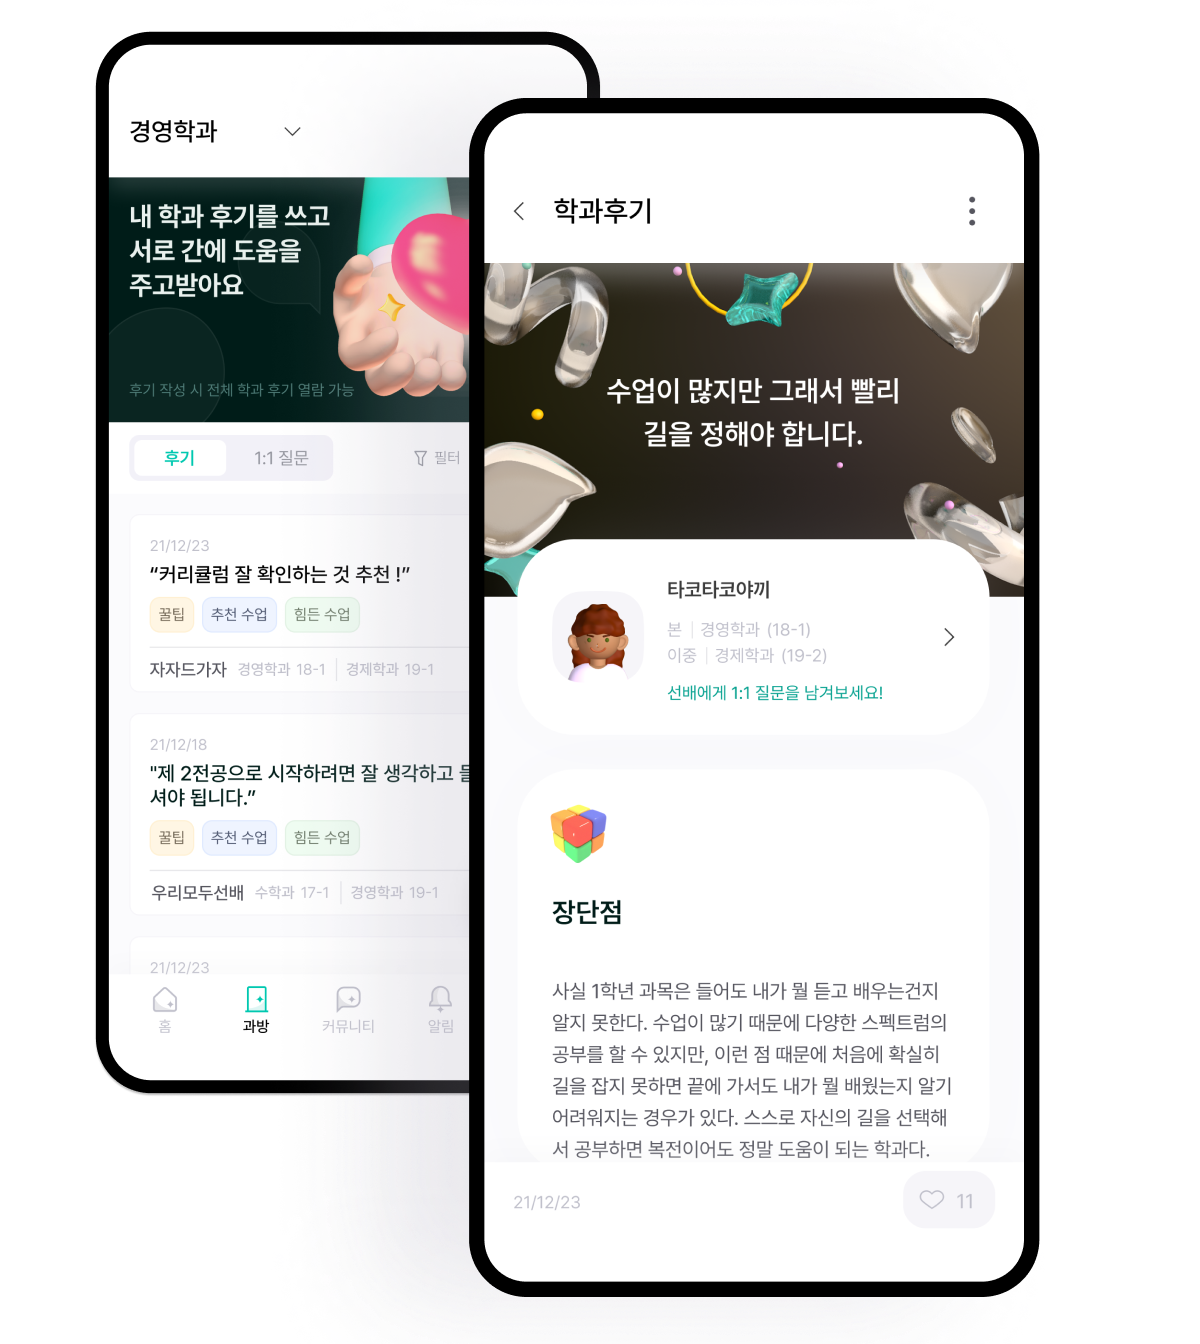 경영학과
내 학과 후기를 쓰고
서로 간에 도움을
주고받아요
후기 작성 시 전체 학과 후기 열람 가능
후기
1:1 질문
필터
21/12/23
“커리큘럼 잘 확인하는 것 추천 !”
꿀팁
추천 수업
힘든 수업
자자드가자 경영학과 18-1 경제학과 19-1
21/12/18
"제 2전공으로 시작하려면 잘 생각하고
셔야 됩니다.”
꿀팁
추천 수업
힘든 수업
우리모두선배 수학과 17-1 경영학과 19-1
21/12/23
홈
과방
커뮤니티
알림
학과후기
수업이 많지만 그래서 빨리
길을 정해야 합니다.
타코타코야끼
본 경영학과 (18-1)
이중 경제학과 (19-2)
선배에게 1:1 질문을 남겨보세요!
장단점
사실 1학년 과목은 들어도 내가 뭘 듣고 배우는건지
알지 못한다. 수업이 많기 때문에 다양한 스펙트럼의
공부를 할 수 있지만, 이런 점 때문에 처음에 확실히
길을 잡지 못하면 끝에 가서도 내가 뭘 배웠는지 알기
어려워지는 경우가 있다. 스스로 자신의 길을 선택해
서 공부하면 복전이어도 정말 도움이 되는 학과다.
21/12/23
11